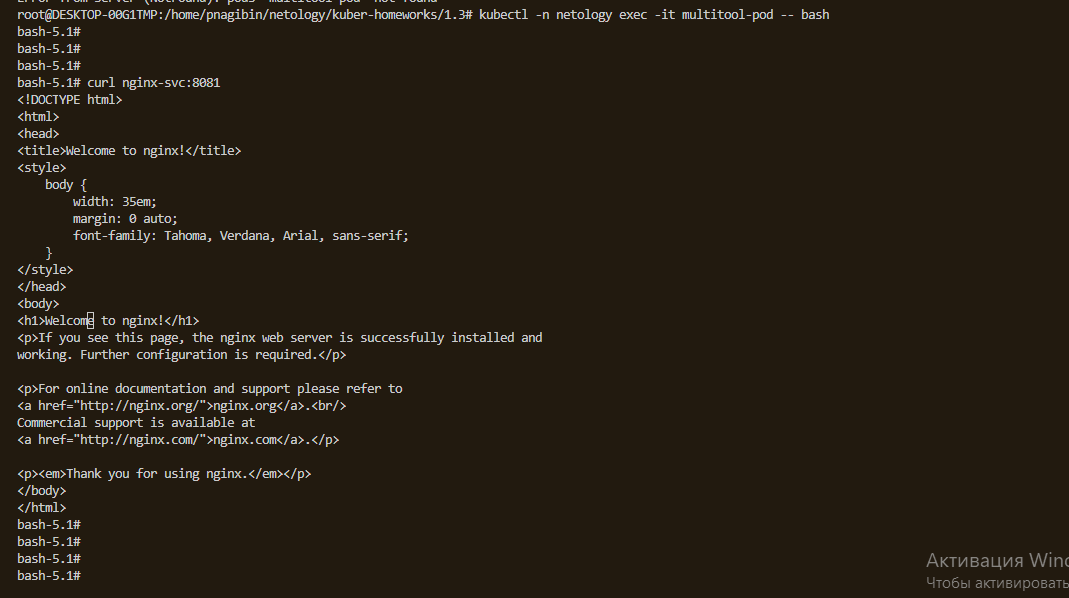 root@DESKTOP-00G1TMP:/home/pnagibin/netology/kuber-homeworks/1.3# kubectl -n netology exec -it multitool-pod -- bash
bash-5.1#
bash-5.1#
bash-5.1#
bash-5.1# curl nginx-svc:8081
<!DOCTYPE html>
<html>
<head>
<title>Welcome to nginx!</title>
<style>
    body {
        width: 35em;
        margin: 0 auto;
        font-family: Tahoma, Verdana, Arial, sans-serif;
    }
</style>
</head>
<body>
<h1>Welcome to nginx!</h1>
<p>If you see this page, the nginx web server is successfully installed and
working. Further configuration is required.</p>
<p>For online documentation and support please refer to
<a href="http://nginx.org/">nginx.org</a>.<br/>
Commercial support is available at
<a href="http://nginx.com/">nginx.com</a>.</p>
<p><em>Thank you for using nginx.</em></p>
</body>
</html>
bash-5.1#
bash-5.1#
bash-5.1#
bash-5.1#
Активация Wind
Чтобы активировать